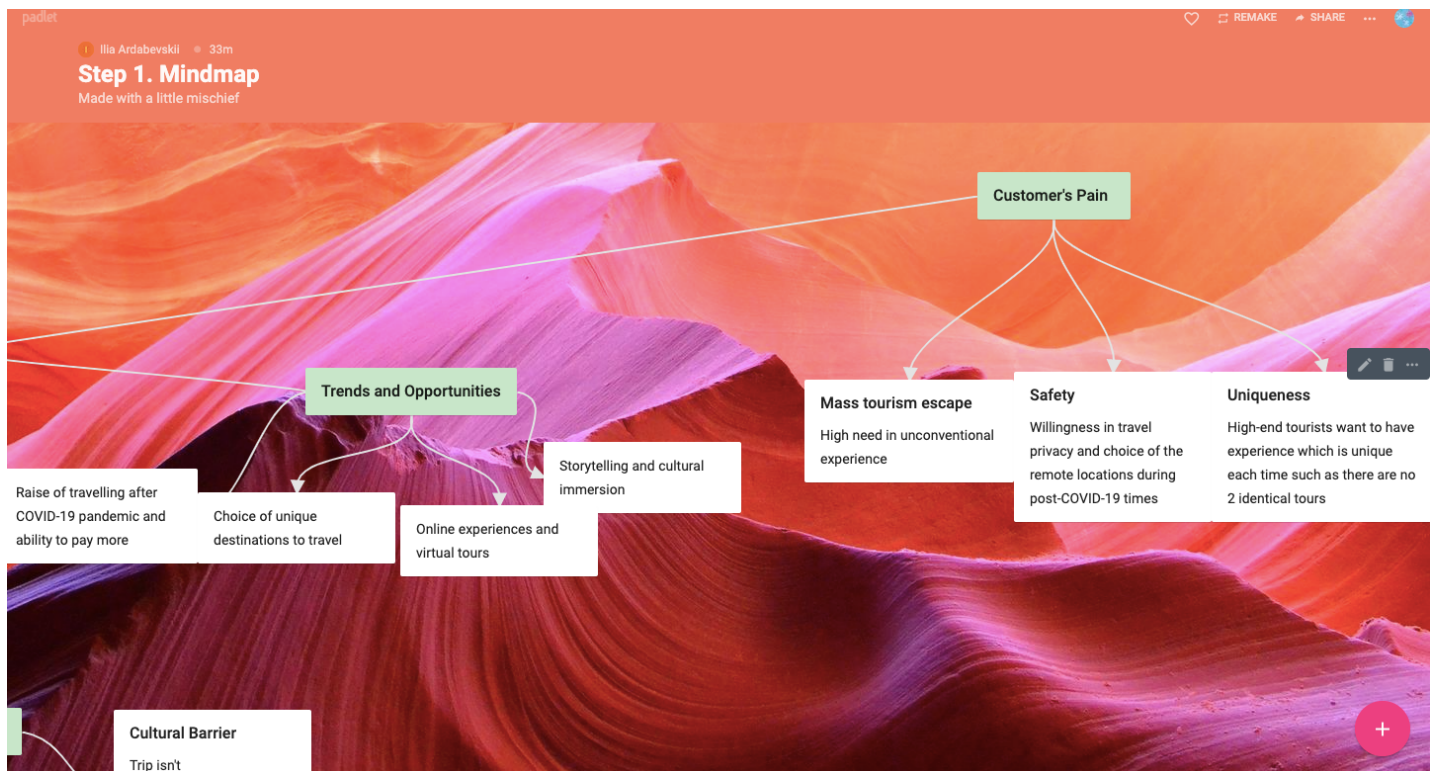 padlet
REMAKE
SHARE
I
Ilia Ardabevskii
33m
Step 1. Mindmap
Made with a little mischief
Customer's Pain
Trends and Opportunities
Mass tourism escape
High need in unconventional
experience
Safety
Willingness in travel
privacy and choice of the
remote locations during
post-COVID-19 times
Uniqueness
High-end tourists want to have
experience which is unique
each time such as there are no
2 identical tours
Raise of travelling after
COVID-19 pandemic and
ability to pay more
Choice of unique
destinations to travel
Online experiences and
virtual tours
Storytelling and cultural
immersion
Cultural Barrier
Trip isn't